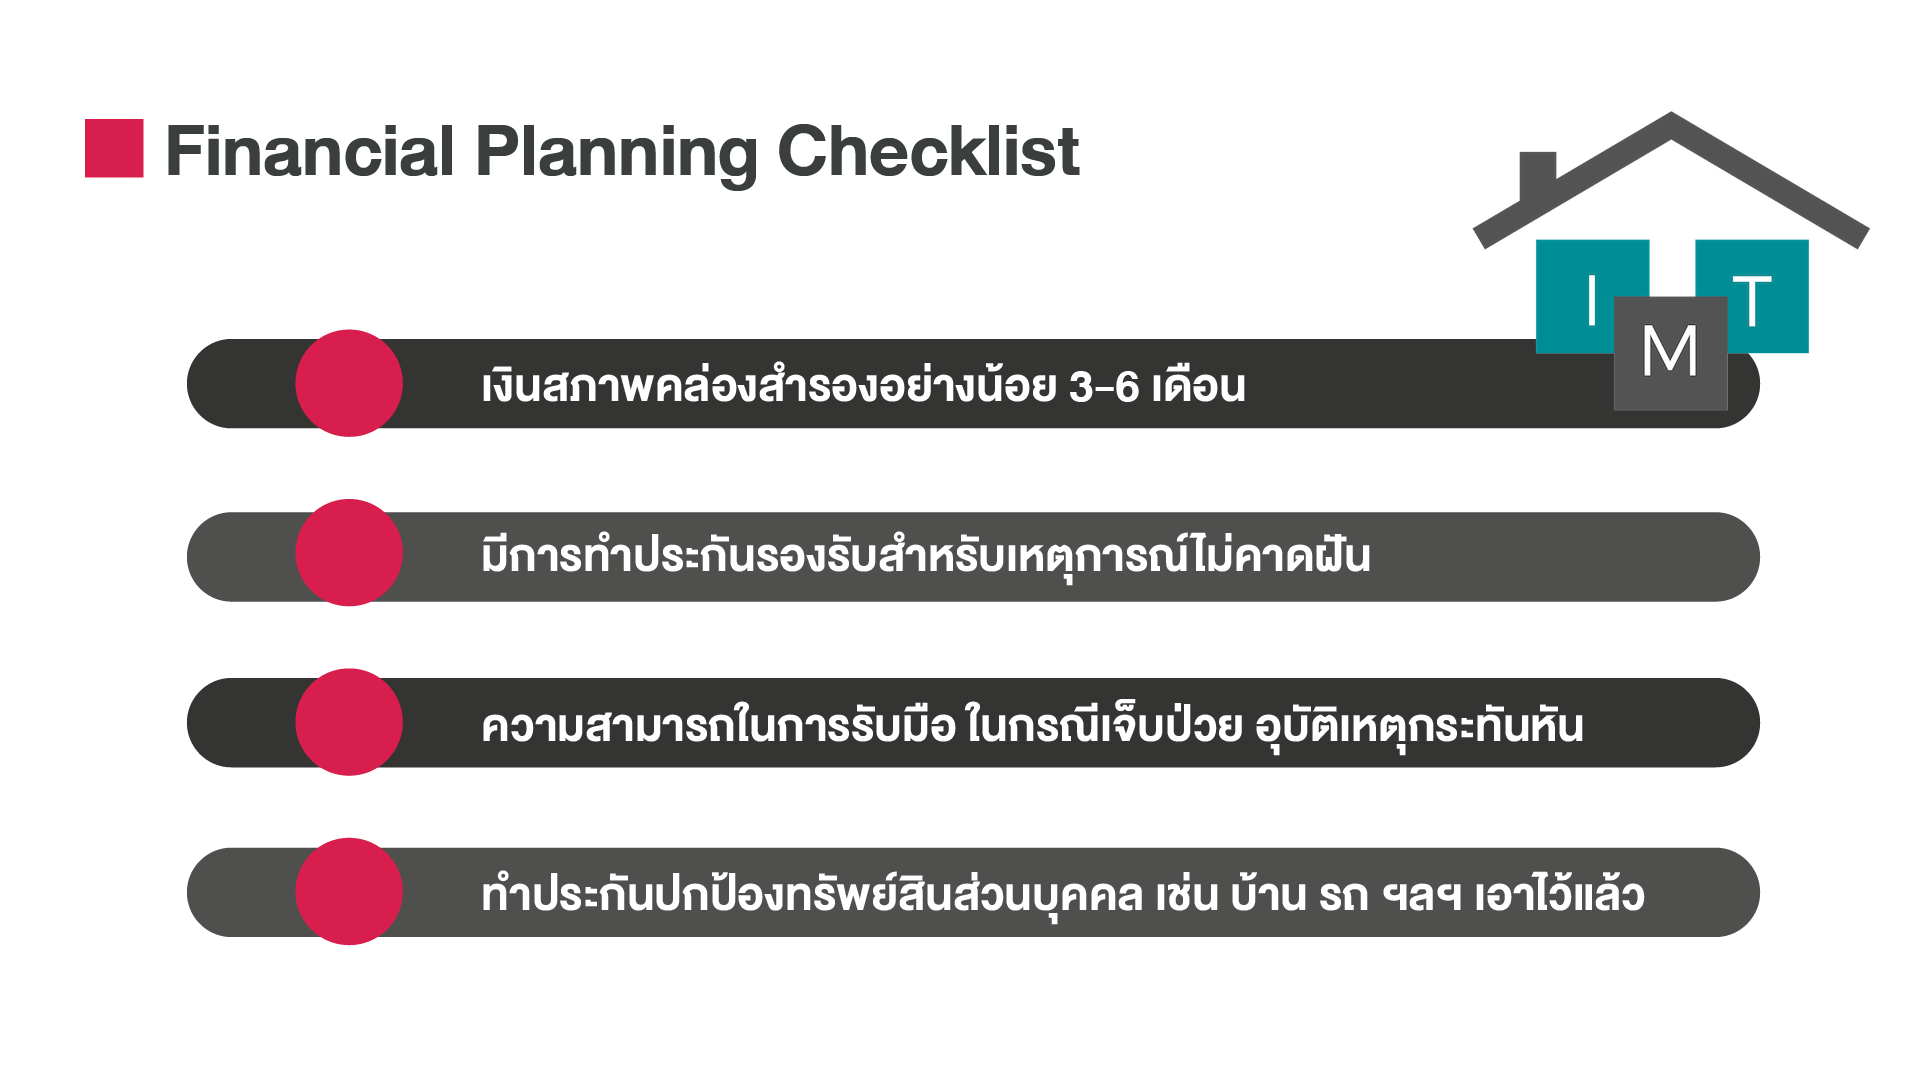 Financial Planning Checklist
I M T
เงินสภาพคล่องสำรองอย่างน้อย 3-6 เดือน
มีการทำประกันรองรับสำหรับเหตุการณ์ไม่คาดฝัน
ความสามารถในการรับมือ ในกรณีเจ็บป่วย อุบัติเหตุกระทันหัน
ทำประกันปกป้องทรัพย์สินส่วนบุคคล เช่น บ้าน รถ ฯลฯ เอาไว้แล้ว